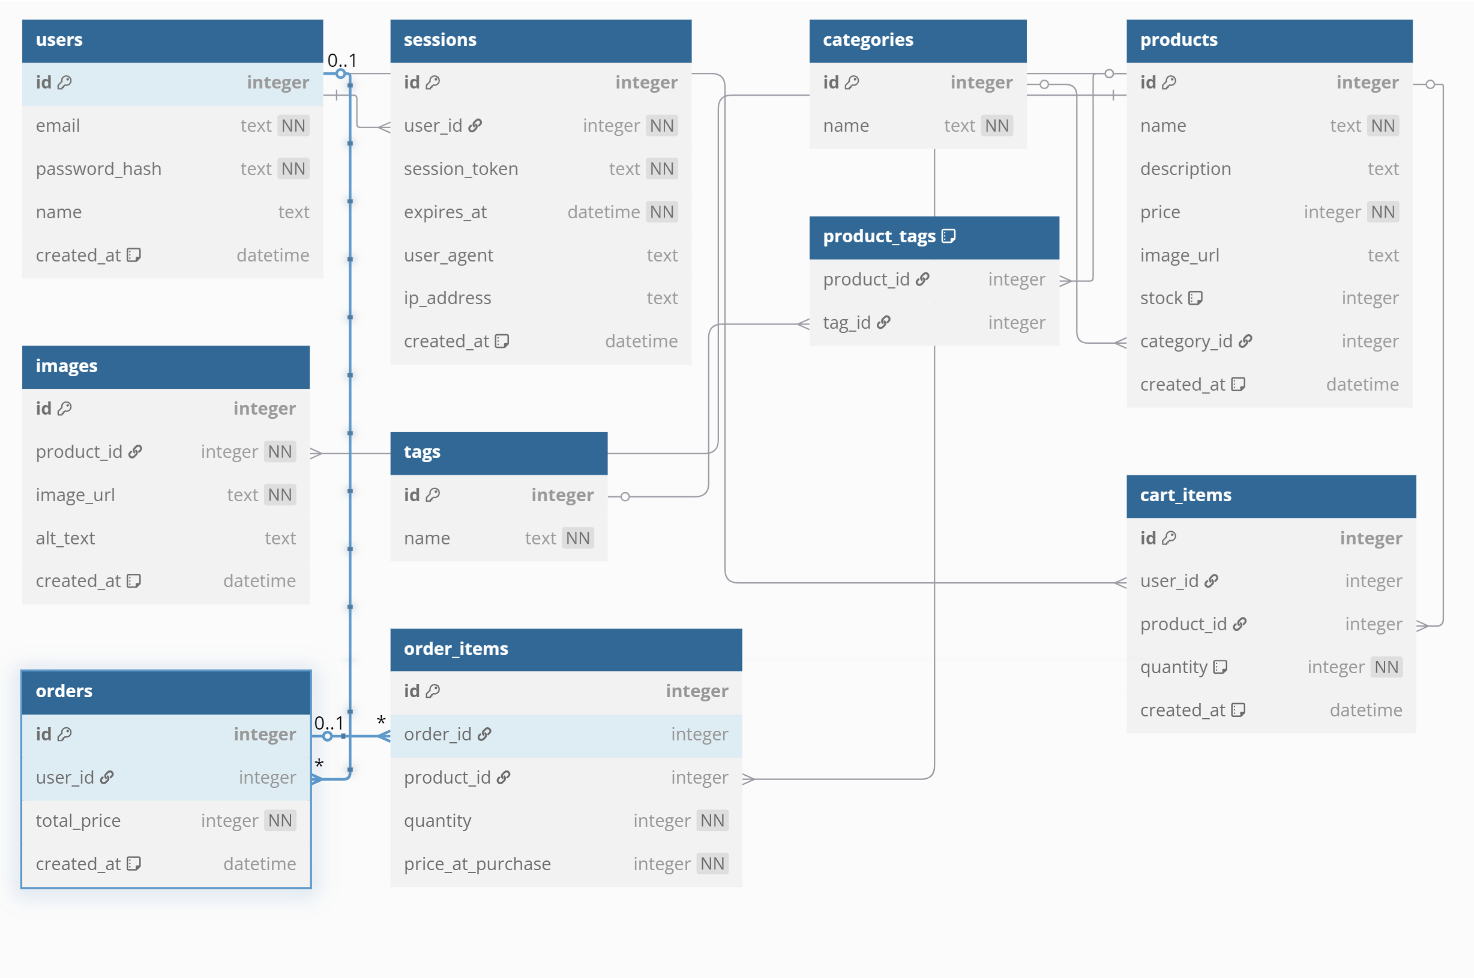 users
id integer
email text NN
password_hash text NN
name text
created_at datetime
0..1
sessions
id integer
user_id integer NN
session_token text NN
expires_at datetime NN
user_agent text
ip_address text
created_at datetime
categories
id integer
name text NN
products
id integer
name text NN
description text
price integer NN
image_url text
stock integer
category_id integer
created_at datetime
product_tags
product_id integer
tag_id integer
images
id integer
product_id integer NN
image_url text NN
alt_text text
created_at datetime
tags
id integer
name text NN
cart_items
id integer
user_id integer
product_id integer
quantity integer NN
created_at datetime
orders
id integer
user_id integer
total_price integer NN
created_at datetime
0..1 *
*
order_items
id integer
order_id integer
product_id integer
quantity integer NN
price_at_purchase integer NN